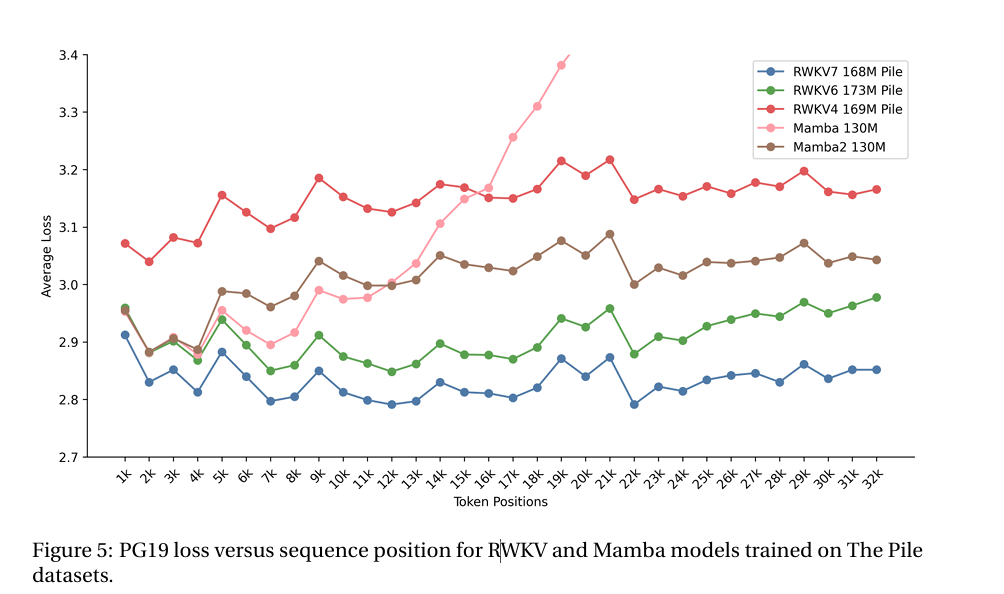 3.4
3.3
3.2
3.1
3.0
2.9
2.8
2.7
Average Loss
RWKV7 168M Pile
RWKV6 173M Pile
RWKV4 169M Pile
Mamba 130M
Mamba2 130M
1k 2k 3k 4k 5k 6k 7k 8k 9k 10k 11k 12k 13k 14k 15k 16k 17k 18k 19k 20k 21k 22k 23k 24k 25k 26k 27k 28k 29k 30k 31k 32k
Token Positions
Figure 5: PG19 loss versus sequence position for RWKV and Mamba models trained on The Pile
datasets.